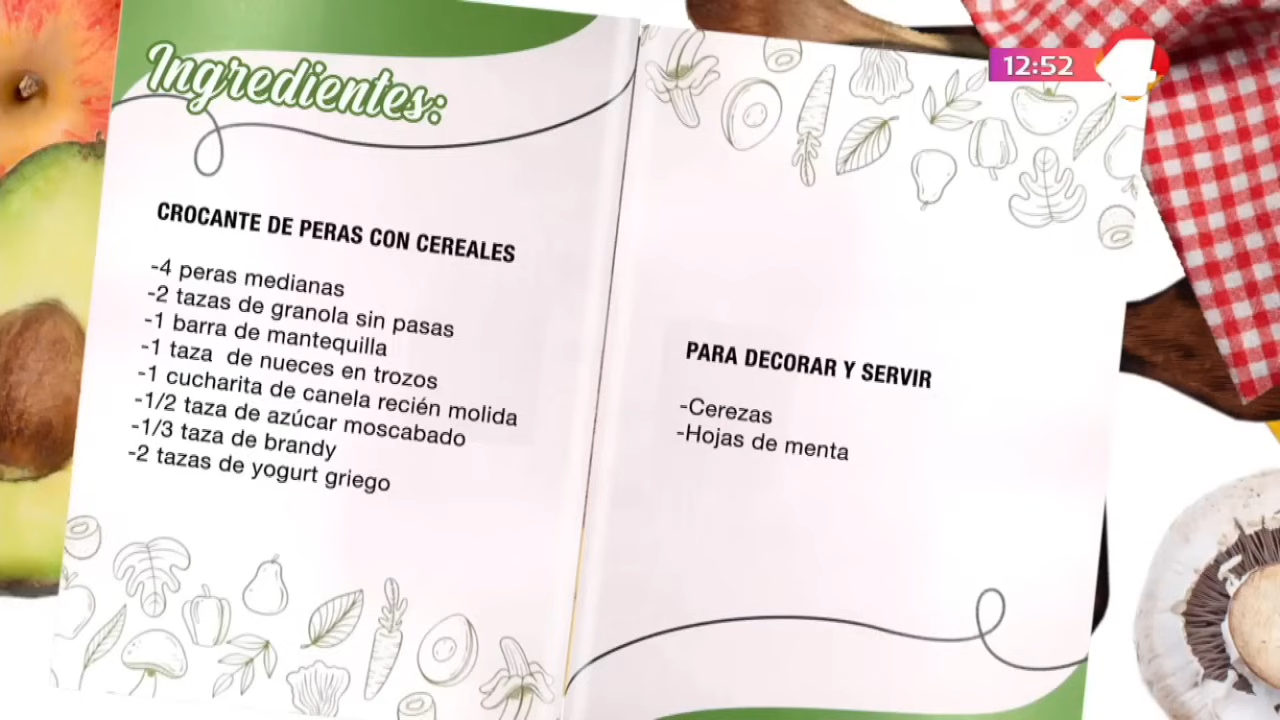 Ingredientes:
12:52
4
CROCANTE DE PERAS CON CEREALES
-4 peras medianas
-2 tazas de granola sin pasas
-1 barra de mantequilla
-1 taza  de nueces en trozos
-1 cucharita de canela recién molida
-1/2 taza de azúcar moscabado
-1/3 taza de brandy
-2 tazas de yogurt griego
PARA DECORAR Y SERVIR
-Cerezas
-Hojas de menta